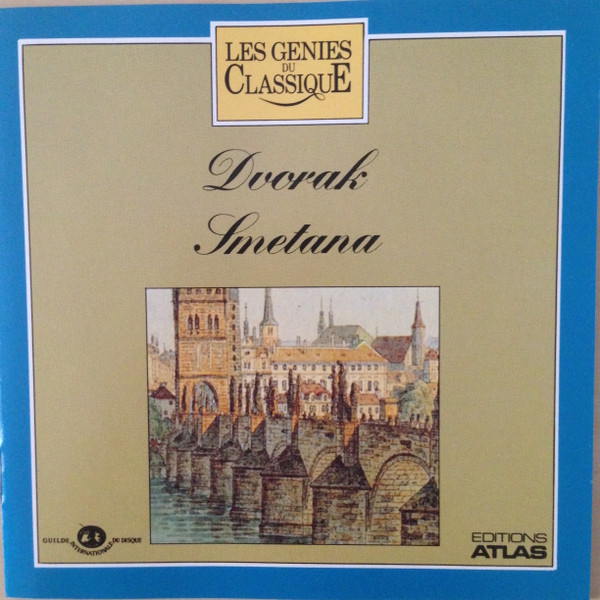 LES GENIES
DU
CLASSIQUE
Dvorak
Smetana
GUILDE INTERNATIONALE DU DISQUE
EDITIONS
ATLAS